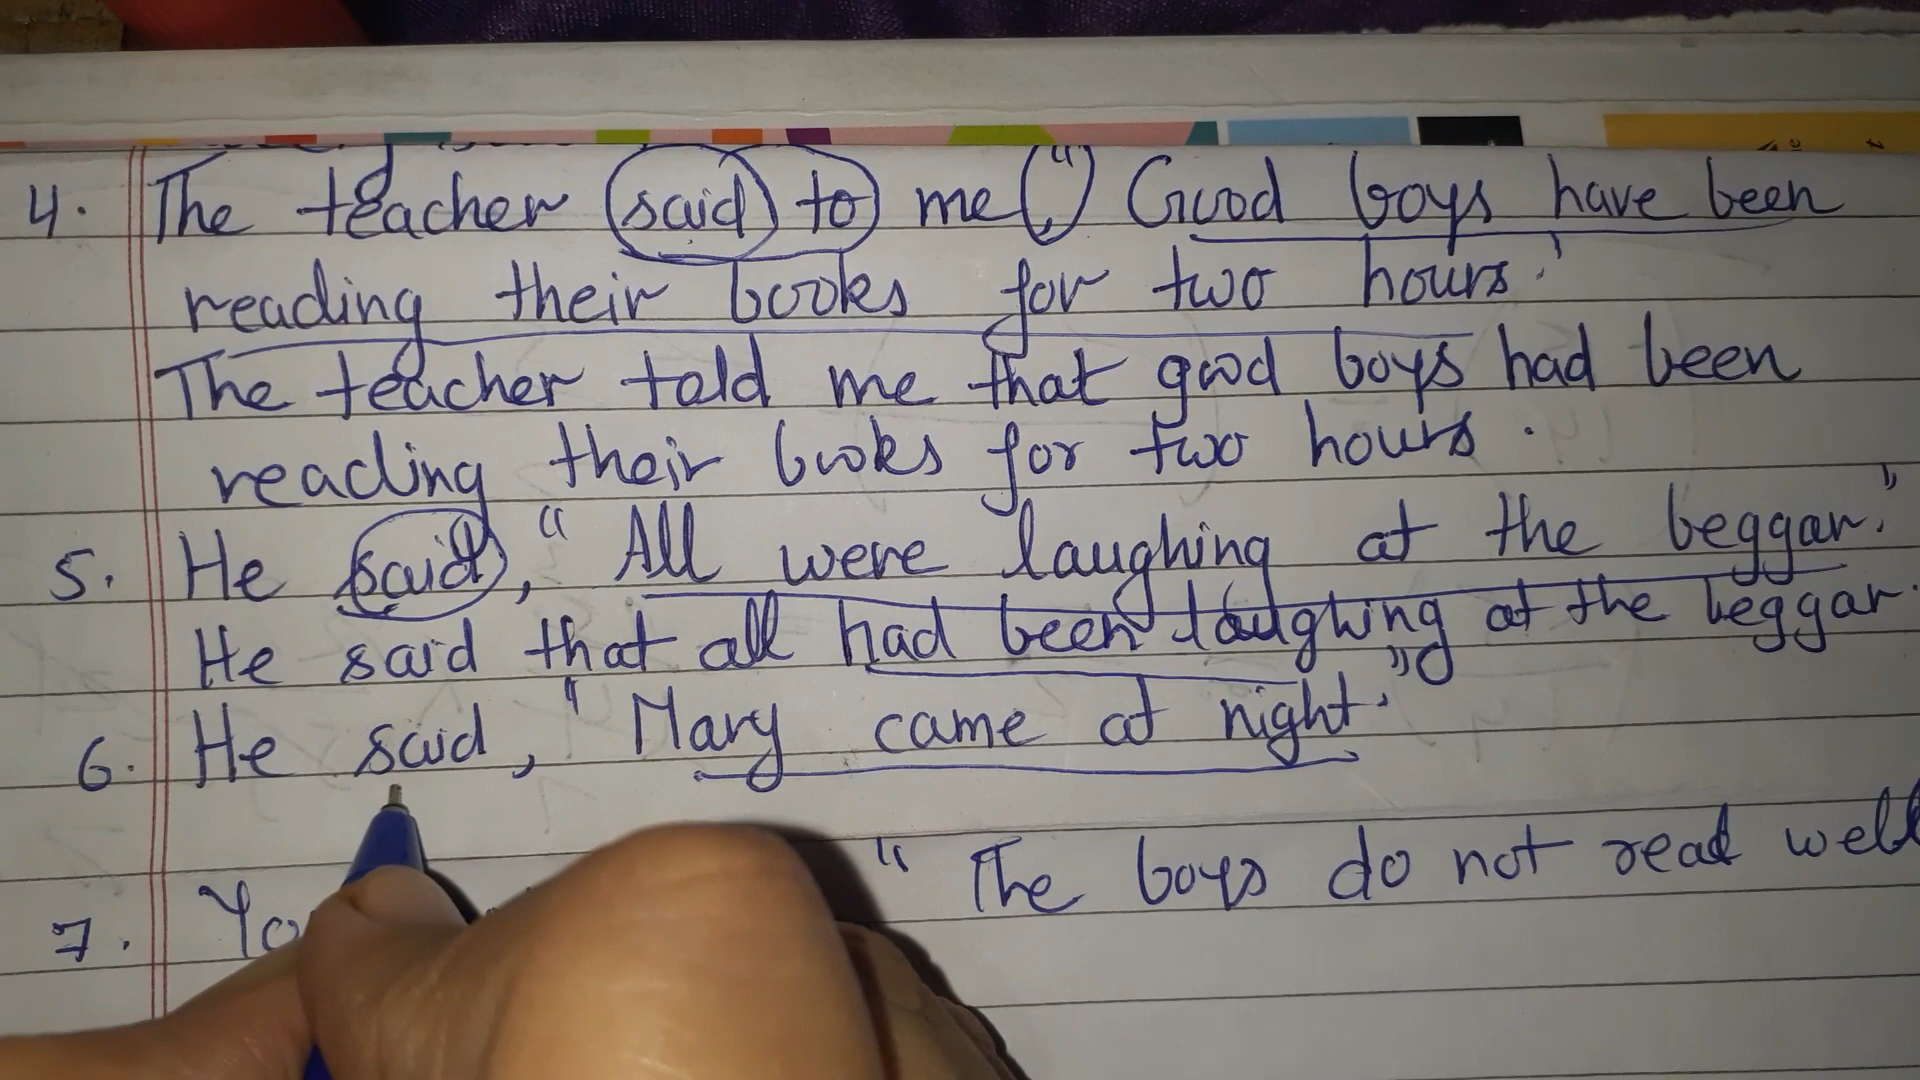 4. The teacher said to me, " Good boys have been
reading their books for two hours.'
The teacher told me that good boys had been
reading their books for two hours.
5. He said, " All were laughing at the beggar."
He said that all had been laughing at the beggar.
6. He said, " Mary came at night."
7. " The boys do not read well